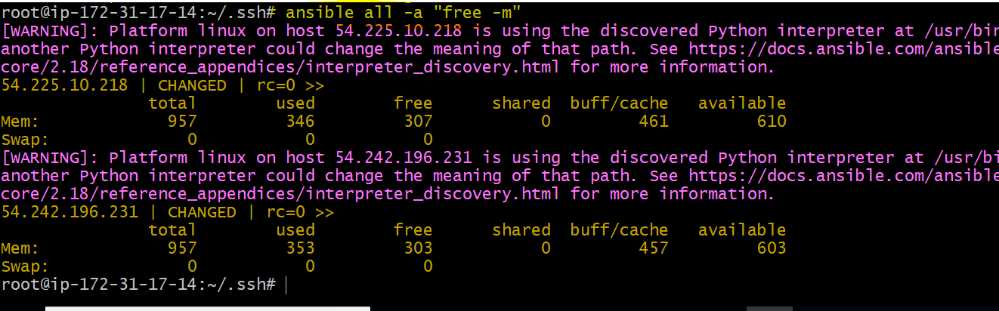 root@ip-172-31-17-14:~/.ssh# ansible all -a "free -m"
[WARNING]: Platform linux on host 54.225.10.218 is using the discovered Python interpreter at /usr/bin
another Python interpreter could change the meaning of that path. See https://docs.ansible.com/ansible
core/2.18/reference_appendices/interpreter_discovery.html for more information.
54.225.10.218 | CHANGED | rc=0 >>
total used free shared buff/cache available
Mem: 957 346 307 0 461 610
Swap: 0 0 0
[WARNING]: Platform linux on host 54.242.196.231 is using the discovered Python interpreter at /usr/bi
another Python interpreter could change the meaning of that path. See https://docs.ansible.com/ansible
core/2.18/reference_appendices/interpreter_discovery.html for more information.
54.242.196.231 | CHANGED | rc=0 >>
total used free shared buff/cache available
Mem: 957 353 303 0 457 603
Swap: 0 0 0
root@ip-172-31-17-14:~/.ssh#